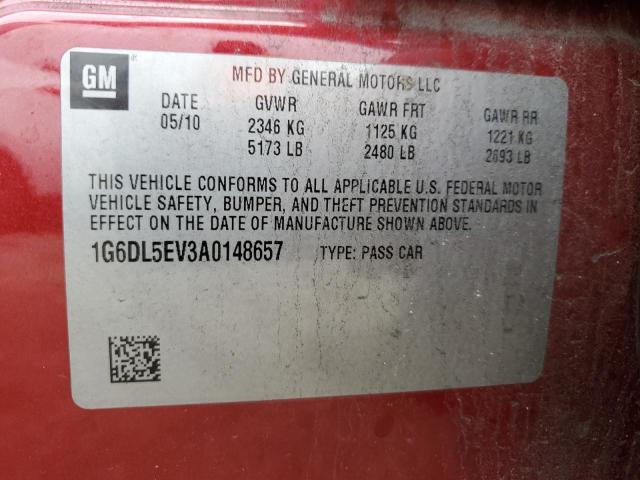 GM
MFD BY GENERAL MOTORS LLC
DATE GVWR GAWR FRT GAWR RR
05/10 2346 KG 1125 KG 1221 KG
5173 LB 2480 LB 2693 LB
THIS VEHICLE CONFORMS TO ALL APPLICABLE U.S. FEDERAL MOTOR
VEHICLE SAFETY, BUMPER, AND THEFT PREVENTION STANDARDS IN
EFFECT ON THE DATE OF MANUFACTURE SHOWN ABOVE.
1G6DL5EV3A0148657 TYPE: PASS CAR